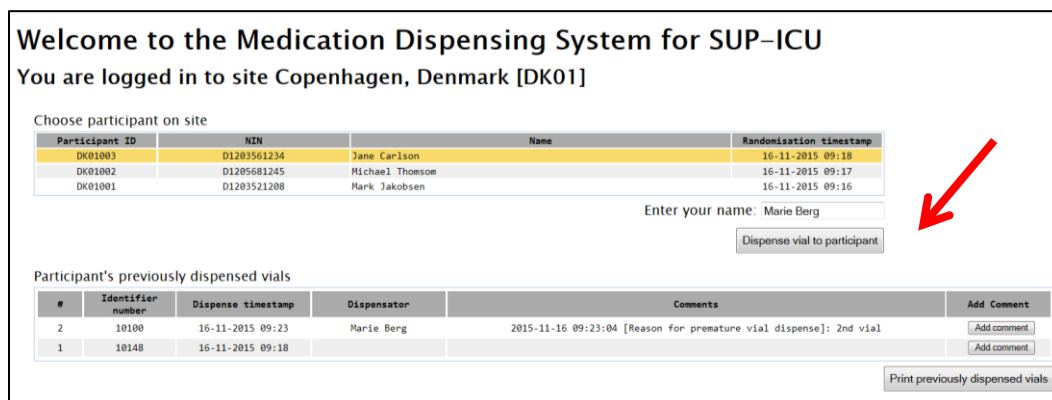 Welcome to the Medication Dispensing System for SUP-ICU
You are logged in to site Copenhagen, Denmark [DK01]
Choose participant on site
Participant ID NIN Name Randomisation timestamp
DK01003 D1203561234 Jane Carlson 16-11-2015 09:18
DK01002 D1205681245 Michael Thomsom 16-11-2015 09:17
DK01001 D1203521208 Mark Jakobsen 16-11-2015 09:16
Enter your name: Marie Berg
Dispense vial to participant
Participant's previously dispensed vials
# Identifier number Dispense timestamp Dispensator Comments Add Comment
2 10100 16-11-2015 09:23 Marie Berg 2015-11-16 09:23:04 [Reason for premature vial dispense]: 2nd vial Add comment
1 10148 16-11-2015 09:18 Add comment
Print previously dispensed vials